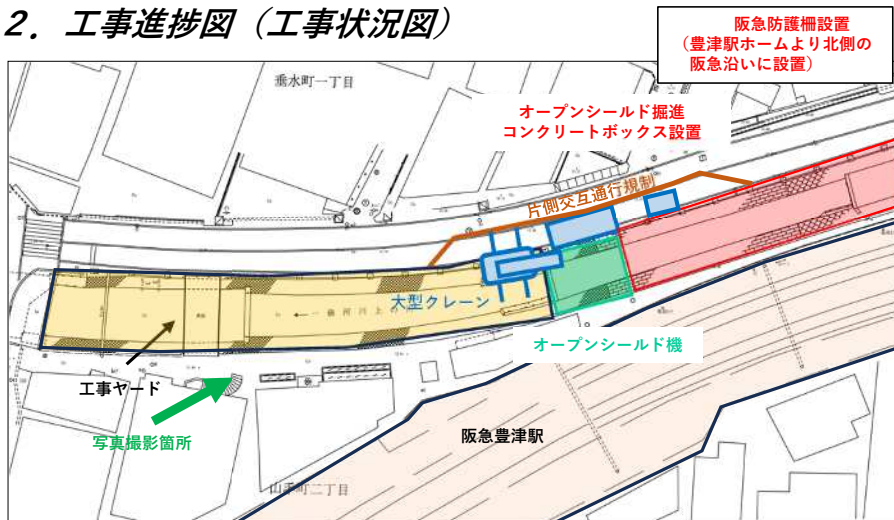 2．工事進捗図（工事状況図）
阪急防護柵設置
（豊津駅ホームより北側の
阪急沿いに設置）
垂水町一丁目
オープンシールド掘進
コンクリートボックス設置
片側交互通行規制
大型クレーン
オープンシールド機
工事ヤード
写真撮影箇所
阪急豊津駅
山手町二丁目